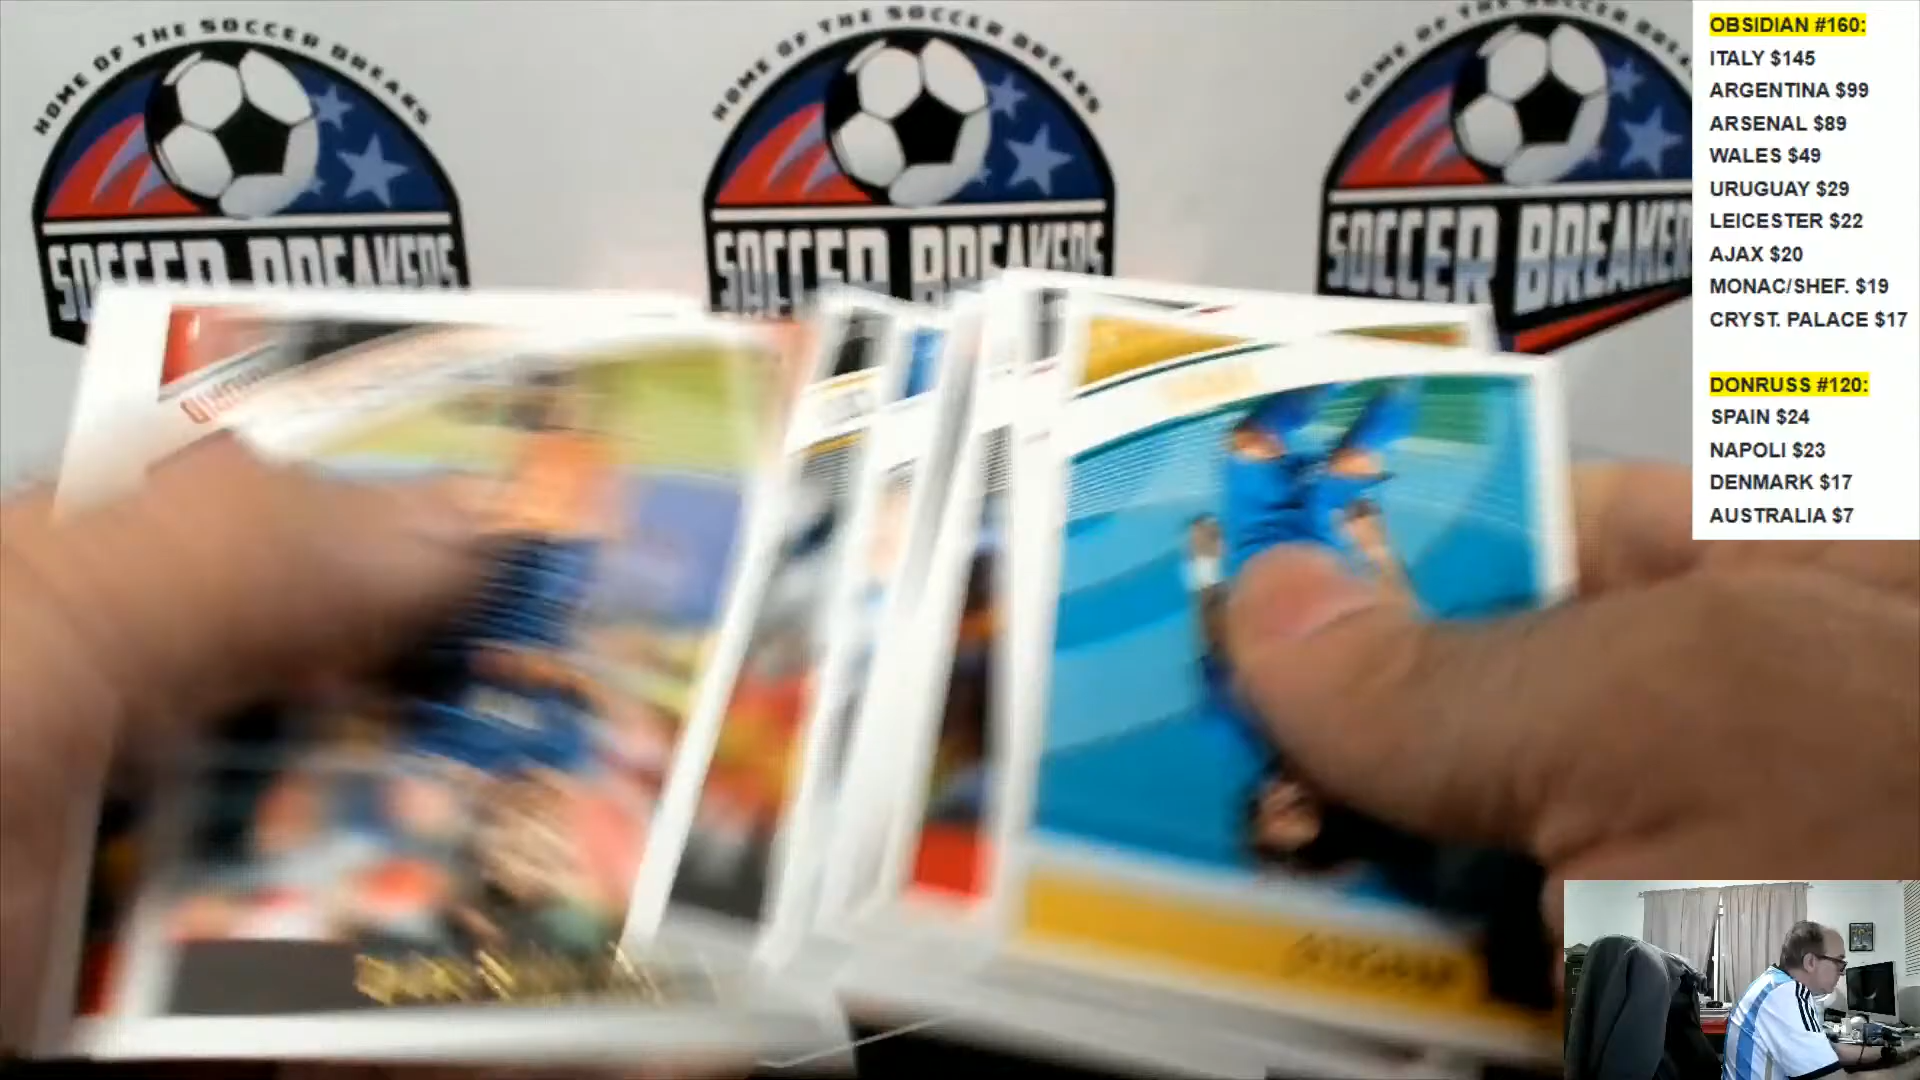 HOME OF THE SOCCER BREAKS
SOCCER BREAKERS
HOME OF THE SOCCER BREAKS
SOCCER BREAKERS
HOME OF THE SOCCER
SOCCER BREAKER
OBSIDIAN #160:
ITALY $145
ARGENTINA $99
ARSENAL $89
WALES $49
URUGUAY $29
LEICESTER $22
AJAX $20
MONAC/SHEF. $19
CRYST. PALACE $17
DONRUSS #120:
SPAIN $24
NAPOLI $23
DENMARK $17
AUSTRALIA $7